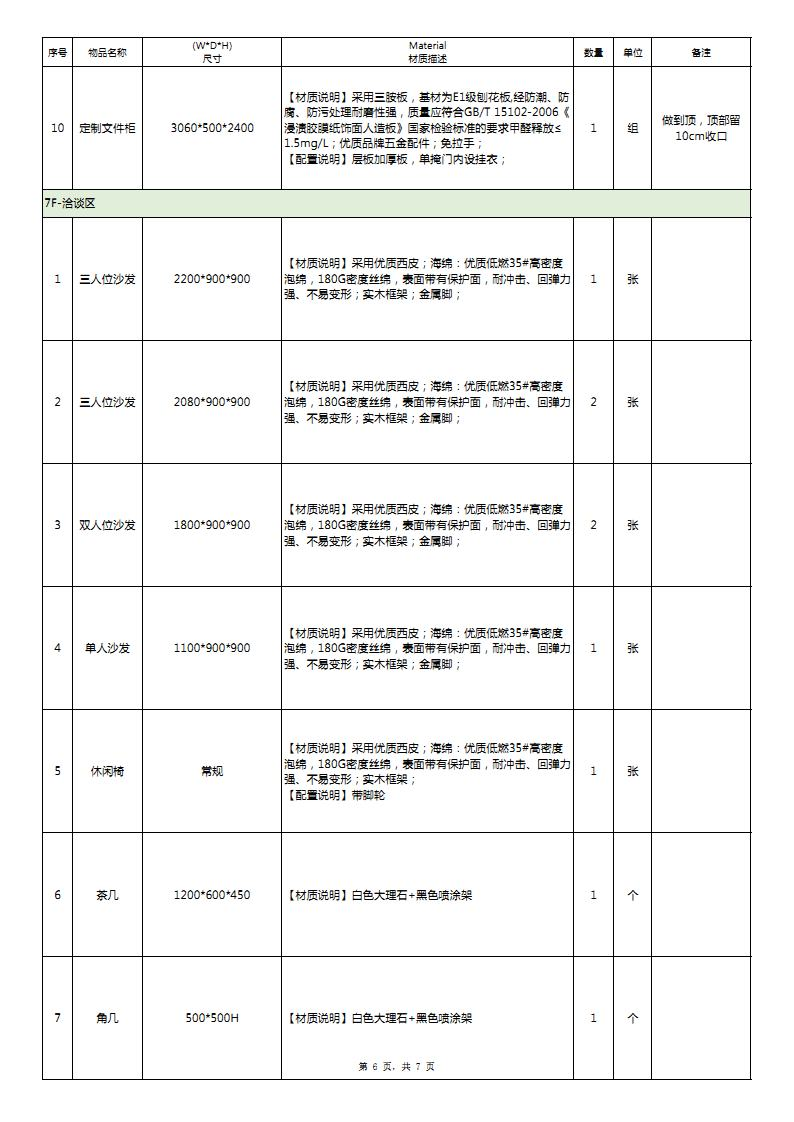 序号 物品名称 (W*D*H) 尺寸 Material 材质描述 数量 单位 备注
10 定制文件柜 3060*500*2400
【材质说明】采用三胺板，基材为E1级刨花板,经防潮、防
腐、防污处理耐磨性强，质量应符合GB/T 15102-2006《
浸渍胶膜纸饰面人造板》国家检验标准的要求甲醛释放≤
1.5mg/L；优质品牌五金配件；免拉手；
【配置说明】层板加厚板，单掩门内设挂衣；
1 组
做到顶，顶部留
10cm收口
7F-洽谈区
1 三人位沙发 2200*900*900
【材质说明】采用优质西皮；海绵：优质低燃35#高密度
泡绵，180G密度丝绵，表面带有保护面，耐冲击、回弹力
强、不易变形；实木框架；金属脚；
1 张
2 三人位沙发 2080*900*900
【材质说明】采用优质西皮；海绵：优质低燃35#高密度
泡绵，180G密度丝绵，表面带有保护面，耐冲击、回弹力
强、不易变形；实木框架；金属脚；
2 张
3 双人位沙发 1800*900*900
【材质说明】采用优质西皮；海绵：优质低燃35#高密度
泡绵，180G密度丝绵，表面带有保护面，耐冲击、回弹力
强、不易变形；实木框架；金属脚；
2 张
4 单人沙发 1100*900*900
【材质说明】采用优质西皮；海绵：优质低燃35#高密度
泡绵，180G密度丝绵，表面带有保护面，耐冲击、回弹力
强、不易变形；实木框架；金属脚；
1 张
5 休闲椅 常规
【材质说明】采用优质西皮；海绵：优质低燃35#高密度
泡绵，180G密度丝绵，表面带有保护面，耐冲击、回弹力
强、不易变形；实木框架；
【配置说明】带脚轮
1 张
6 茶几 1200*600*450 【材质说明】白色大理石+黑色喷涂架 1 个
7 角几 500*500H 【材质说明】白色大理石+黑色喷涂架 1 个
第 6 页，共 7 页